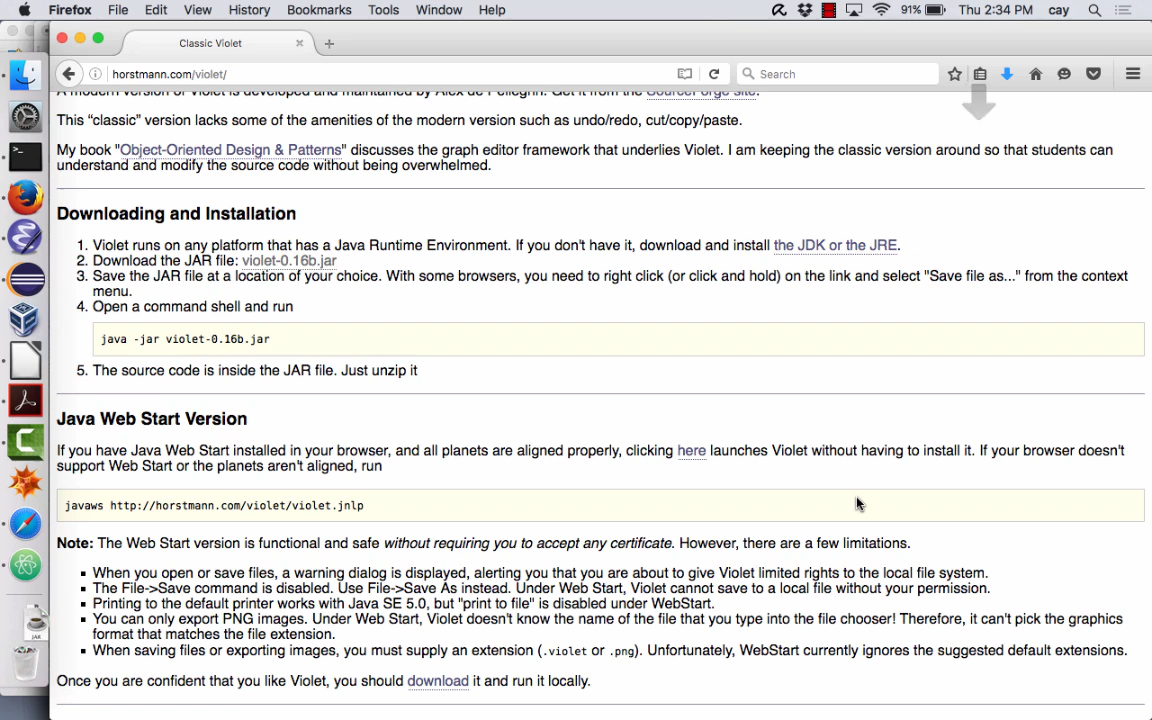 Firefox File Edit View History Bookmarks Tools Window Help 91% Thu 2:34 PM cay
Classic Violet
horstmann.com/violet/ Search
A modern version of Violet is developed and maintained by Alex de Pellegrin. Get it from the SourceForge site.
This “classic” version lacks some of the amenities of the modern version such as undo/redo, cut/copy/paste.
My book "Object-Oriented Design & Patterns" discusses the graph editor framework that underlies Violet. I am keeping the classic version around so that students can
understand and modify the source code without being overwhelmed.
Downloading and Installation
1. Violet runs on any platform that has a Java Runtime Environment. If you don't have it, download and install the JDK or the JRE.
2. Download the JAR file: violet-0.16b.jar
3. Save the JAR file at a location of your choice. With some browsers, you need to right click (or click and hold) on the link and select "Save file as..." from the context
menu.
4. Open a command shell and run
java -jar violet-0.16b.jar
5. The source code is inside the JAR file. Just unzip it
Java Web Start Version
If you have Java Web Start installed in your browser, and all planets are aligned properly, clicking here launches Violet without having to install it. If your browser doesn't
support Web Start or the planets aren't aligned, run
javaws http://horstmann.com/violet/violet.jnlp
Note: The Web Start version is functional and safe without requiring you to accept any certificate. However, there are a few limitations.
When you open or save files, a warning dialog is displayed, alerting you that you are about to give Violet limited rights to the local file system.
The File->Save command is disabled. Use File->Save As instead. Under Web Start, Violet cannot save to a local file without your permission.
Printing to the default printer works with Java SE 5.0, but "print to file" is disabled under WebStart.
You can only export PNG images. Under Web Start, Violet doesn't know the name of the file that you type into the file chooser! Therefore, it can't pick the graphics
format that matches the file extension.
When saving files or exporting images, you must supply an extension (.violet or .png). Unfortunately, WebStart currently ignores the suggested default extensions.
Once you are confident that you like Violet, you should download it and run it locally.
JAR